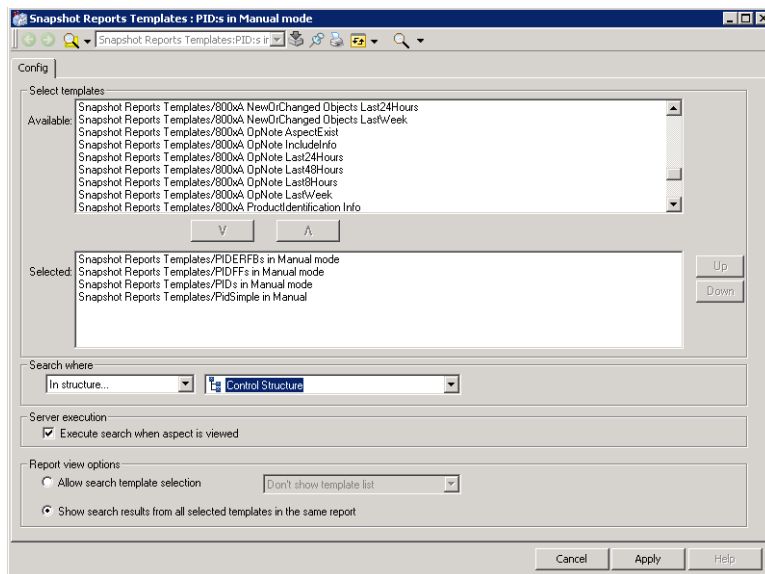 Snapshot Reports Templates : PID:s in Manual mode
Snapshot Reports Templates:PID:s ir
Config
Select templates
Available:
Snapshot Reports Templates/800xA NewOrChanged Objects Last24Hours
Snapshot Reports Templates/800xA NewOrChanged Objects LastWeek
Snapshot Reports Templates/800xA OpNote AspectExist
Snapshot Reports Templates/800xA OpNote IncludeInfo
Snapshot Reports Templates/800xA OpNote Last24Hours
Snapshot Reports Templates/800xA OpNote Last48Hours
Snapshot Reports Templates/800xA OpNote Last8Hours
Snapshot Reports Templates/800xA OpNote LastWeek
Snapshot Reports Templates/800xA ProductIdentification Info
V Λ
Selected:
Snapshot Reports Templates/PIDERFBs in Manual mode
Snapshot Reports Templates/PIDFFs in Manual mode
Snapshot Reports Templates/PIDs in Manual mode
Snapshot Reports Templates/PidSimple in Manual
Up
Down
Search where
In structure... Control Structure
Server execution
Execute search when aspect is viewed
Report view options
Allow search template selection Don't show template list
Show search results from all selected templates in the same report
Cancel Apply Help